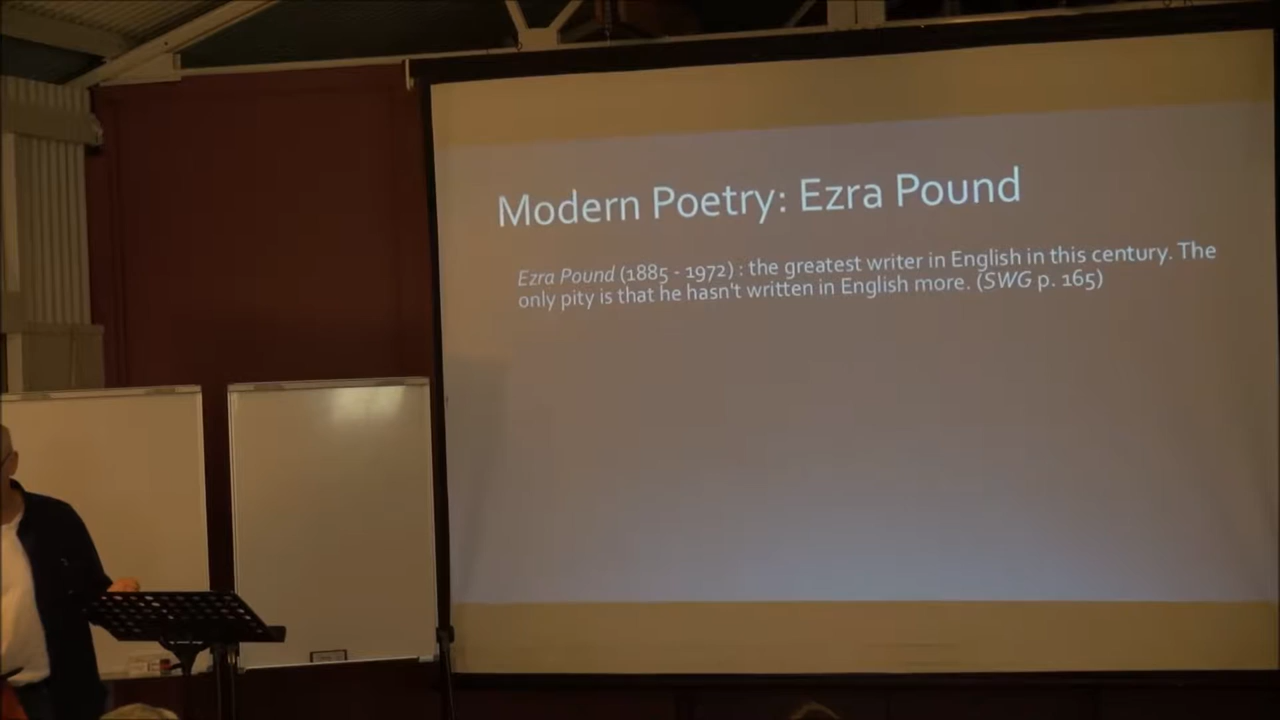 Modern Poetry: Ezra Pound
Ezra Pound (1885 - 1972) : the greatest writer in English in this century. The
only pity is that he hasn't written in English more. (SWG p. 165)